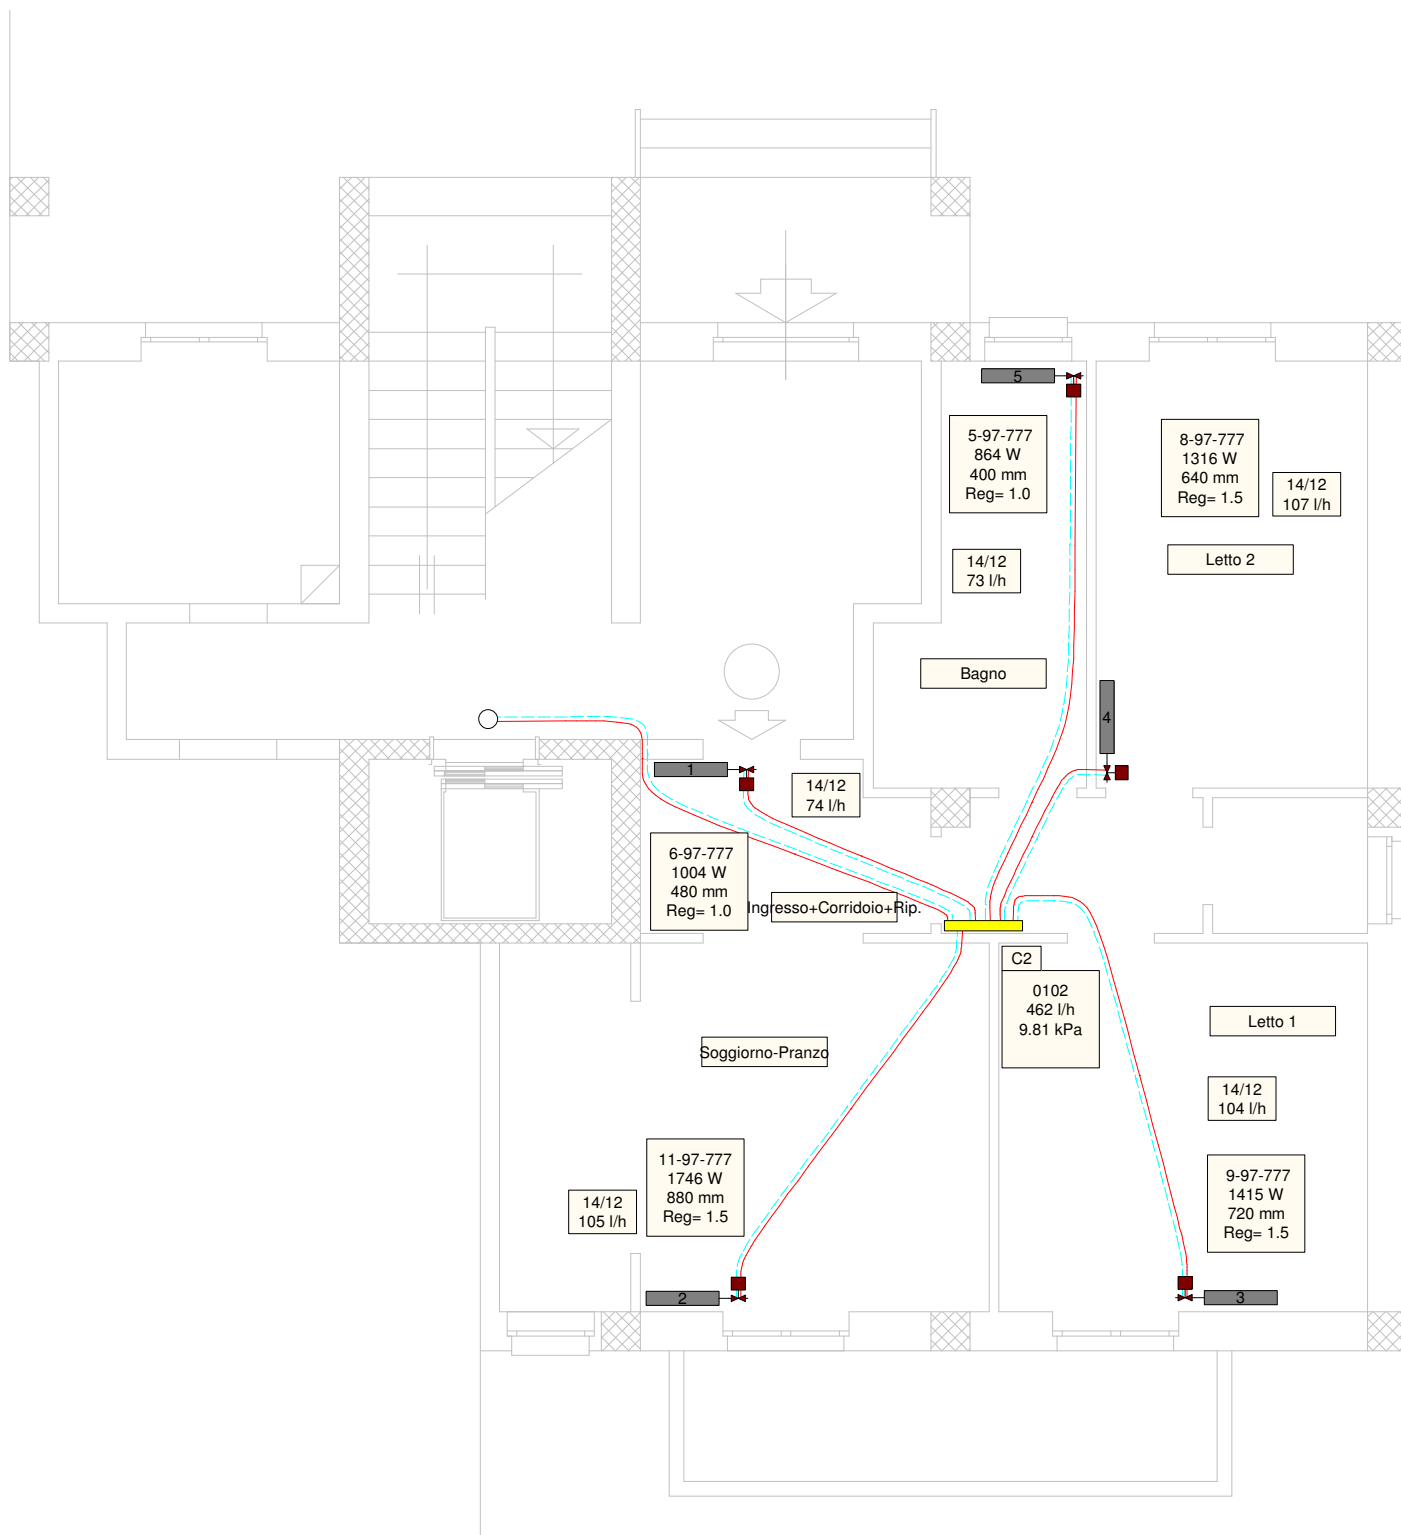 5
5-97-777
864 W
400 mm
Reg= 1.0
8-97-777
1316 W
640 mm
Reg= 1.5
14/12
107 l/h
14/12
73 l/h
Letto 2
Bagno
4
1
14/12
74 l/h
6-97-777
1004 W
480 mm
Reg= 1.0
Ingresso+Corridoio+Rip.
C2
0102
462 l/h
9.81 kPa
Letto 1
Soggiorno-Pranzo
14/12
104 l/h
11-97-777
1746 W
880 mm
Reg= 1.5
14/12
105 l/h
9-97-777
1415 W
720 mm
Reg= 1.5
2
3